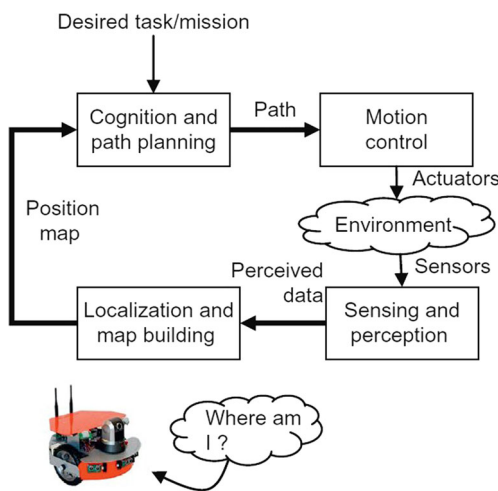 Desired task/mission
Cognition and
path planning
Path
Motion
control
Actuators
Position
map
Environment
Perceived
data
Sensors
Localization and
map building
Sensing and
perception
Where am
I ?